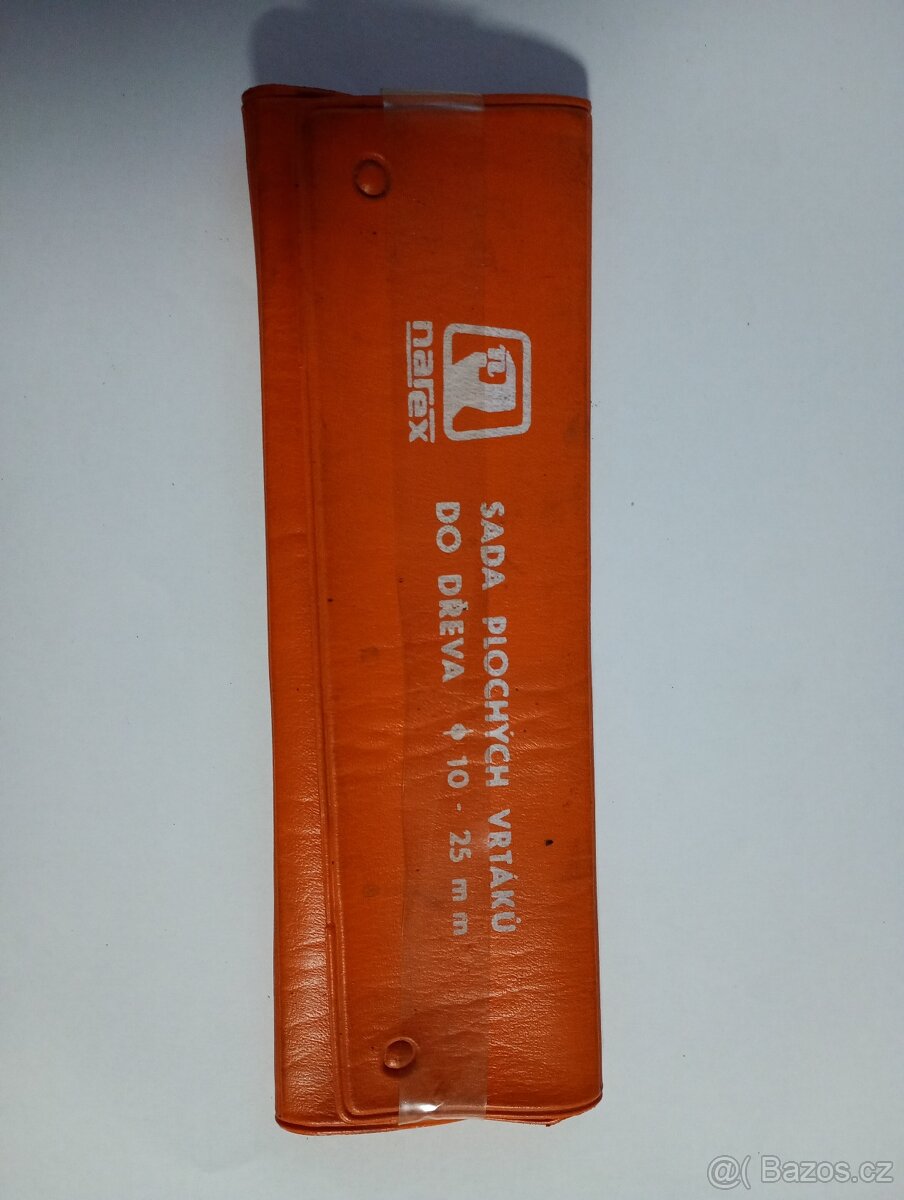 n
narex
SADA PLOCHÝCH VRTÁKŮ
DO DŘEVA ⌀ 10 - 25 mm
@( Bazos.cz